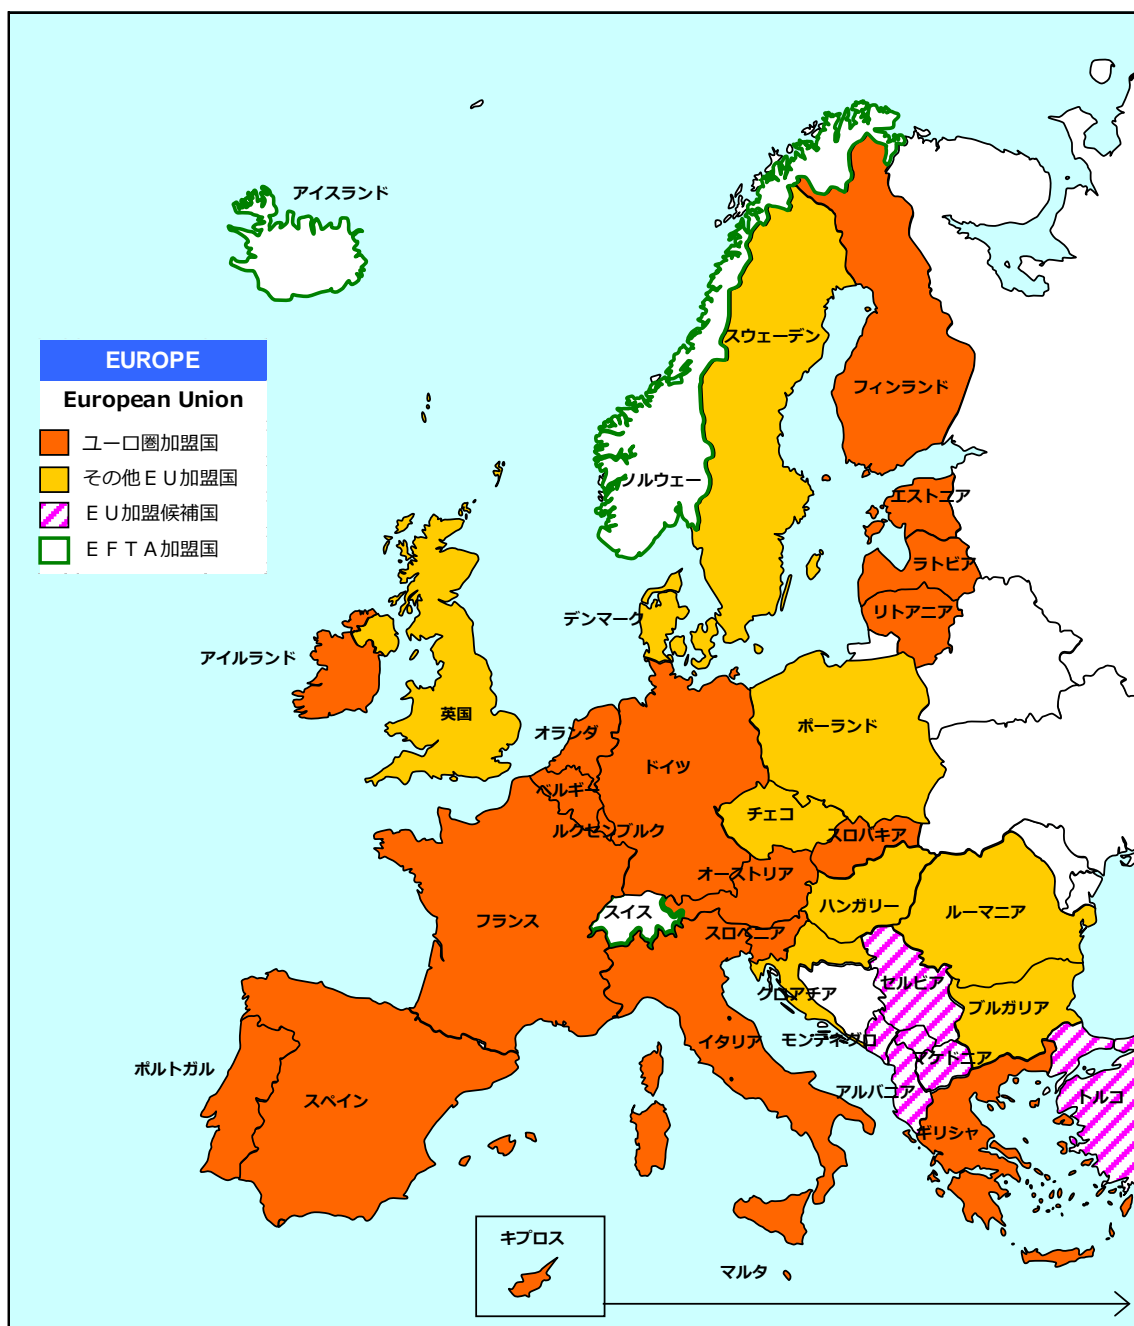 アイスランド
EUROPE
European Union
ユーロ圏加盟国
その他ＥＵ加盟国
ＥＵ加盟候補国
ＥＦＴＡ加盟国
スウェーデン
フィンランド
ノルウェー
エストニア
ラトビア
リトアニア
デンマーク
アイルランド
英国
オランダ
ポーランド
ドイツ
ベルギー
チェコ
ルクセンブルク
スロバキア
オーストリア
ハンガリー
ルーマニア
スイス
フランス
スロベニア
セルビア
クロアチア
ブルガリア
イタリア
モンテネグロ
マケドニア
ポルトガル
スペイン
アルバニア
トルコ
ギリシャ
キプロス
マルタ